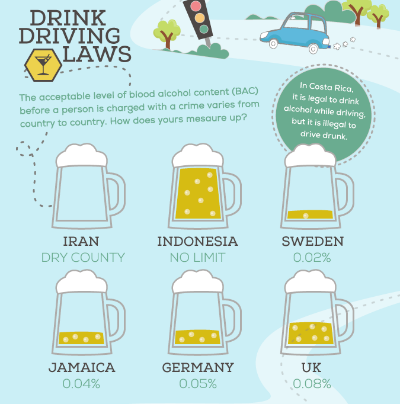 DRINK
DRIVING
LAWS
The acceptable level of blood alcohol content (BAC)
before a person is charged with a crime varies from
country to country. How does yours mesaure up?
In Costa Rica,
it is legal to drink
alcohol while driving,
but it is illegal to
drive drunk.
IRAN
DRY COUNTY
INDONESIA
NO LIMIT
SWEDEN
0.02%
JAMAICA
0.04%
GERMANY
0.05%
UK
0.08%